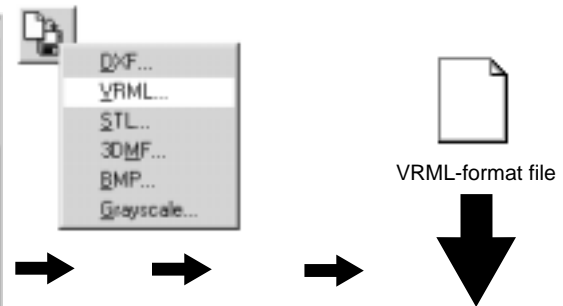 DXF...
VRML...
STL...
3DMF...
BMP...
Grayscale...
VRML-format file